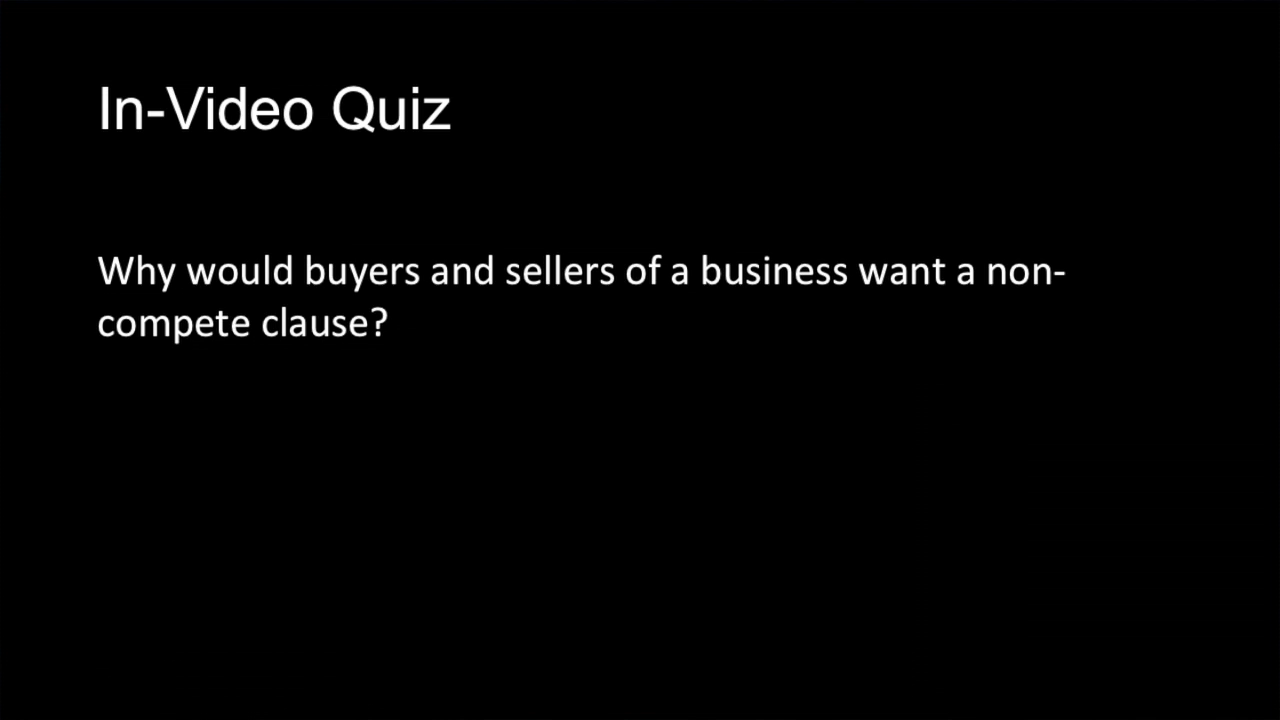 In-Video Quiz
Why would buyers and sellers of a business want a non-
compete clause?